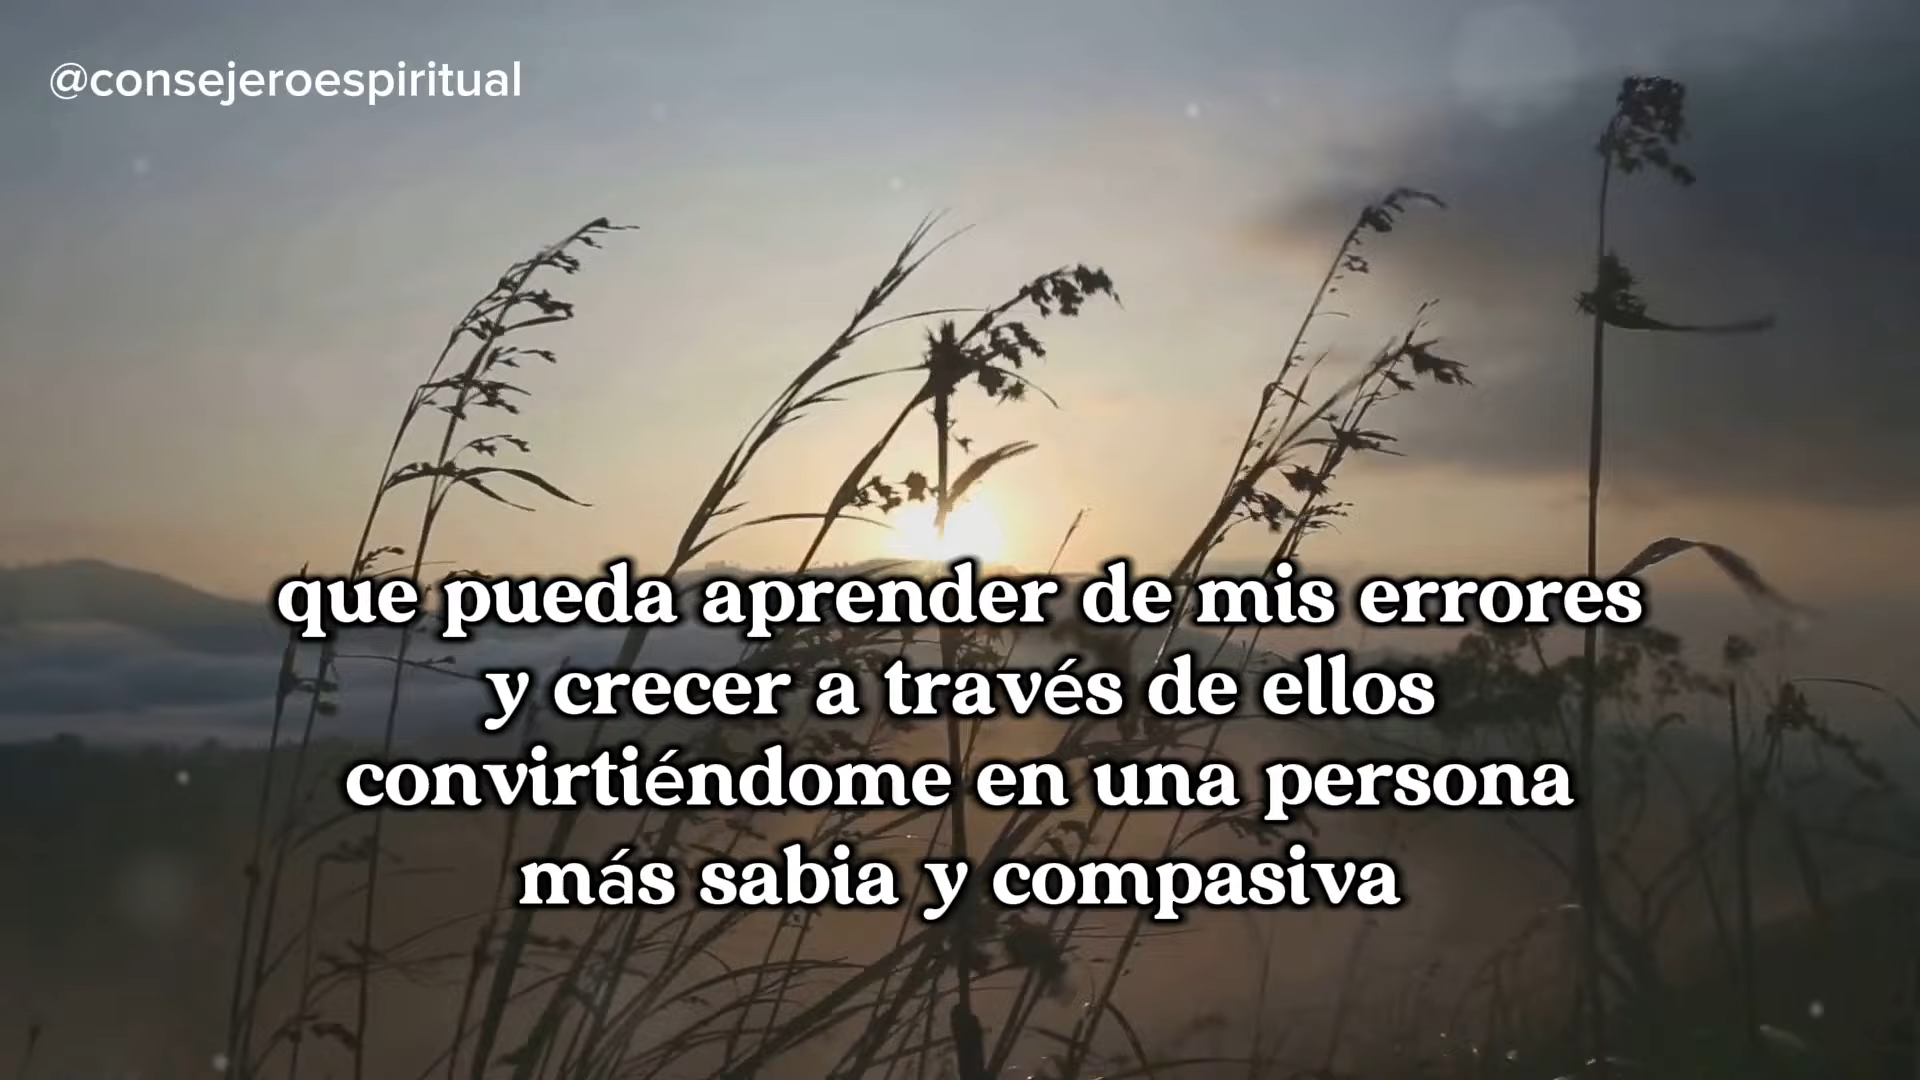 @consejeroespiritual
que pueda aprender de mis errores
y crecer a través de ellos
convirtiéndome en una persona
más sabia y compasiva